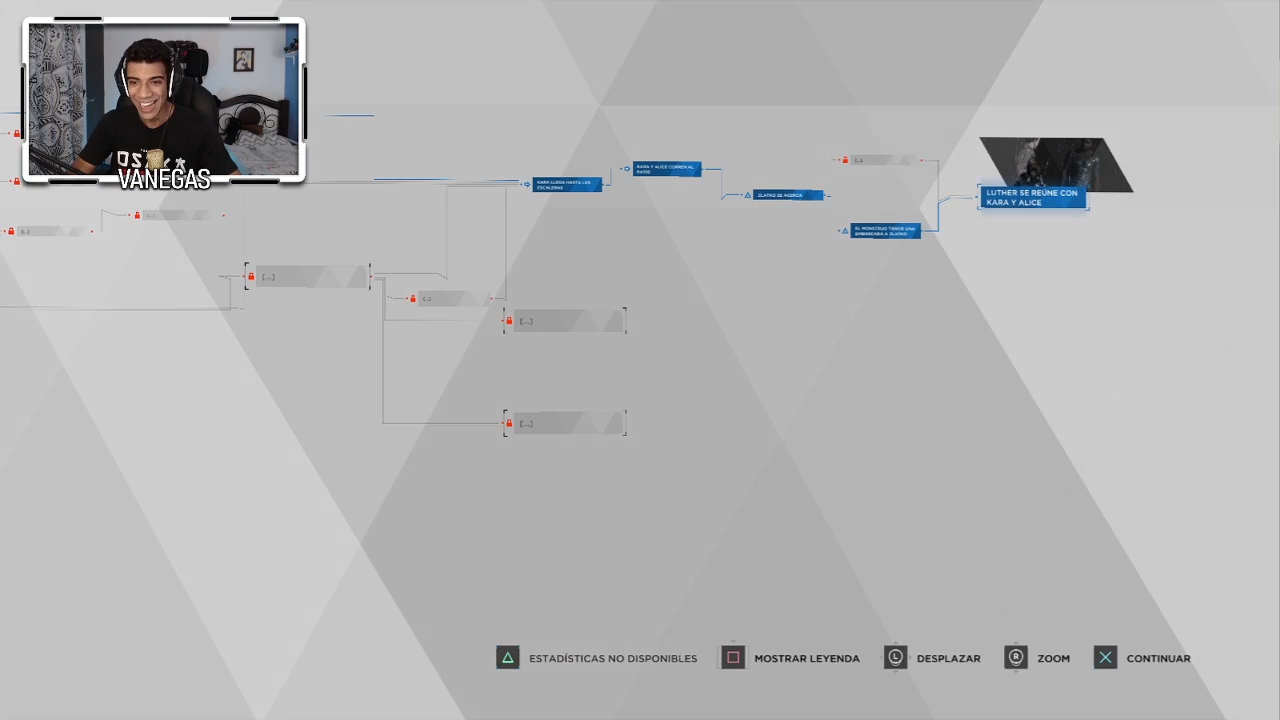 VANEGAS
KARA LLEGA HASTA LAS
ESCALERAS
KARA Y ALICE CORREN AL
PATIO
ZLATKO SE ACERCA
[...]
EL MONSTRUO TIENDE UNA
EMBOSCADA A ZLATKO
LUTHER SE REÚNE CON
KARA Y ALICE
[...]
[...]
[...]
[...]
[...]
[...]
ESTADÍSTICAS NO DISPONIBLES
MOSTRAR LEYENDA
L
DESPLAZAR
R
ZOOM
CONTINUAR